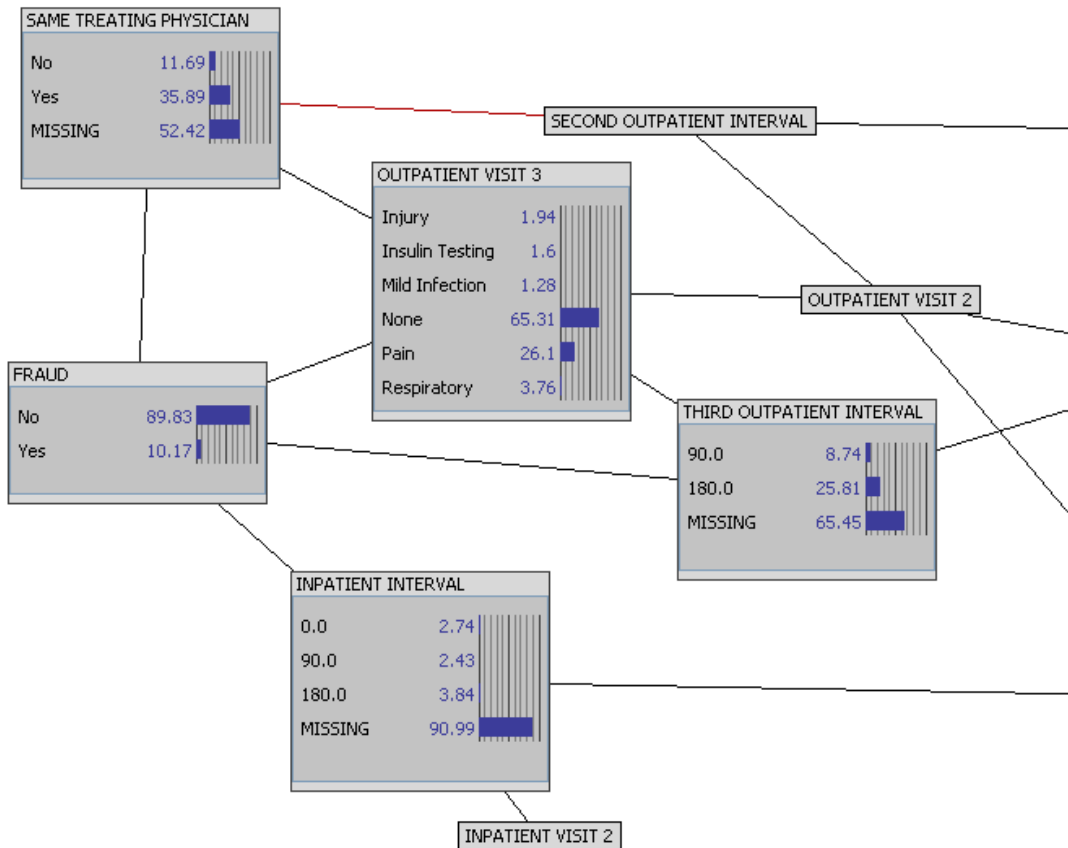 SAME TREATING PHYSICIAN
No 11.69
Yes 35.89
MISSING 52.42
SECOND OUTPATIENT INTERVAL
OUTPATIENT VISIT 3
Injury 1.94
Insulin Testing 1.6
Mild Infection 1.28
None 65.31
Pain 26.1
Respiratory 3.76
OUTPATIENT VISIT 2
FRAUD
No 89.83
Yes 10.17
THIRD OUTPATIENT INTERVAL
90.0 8.74
180.0 25.81
MISSING 65.45
INPATIENT INTERVAL
0.0 2.74
90.0 2.43
180.0 3.84
MISSING 90.99
INPATIENT VISIT 2